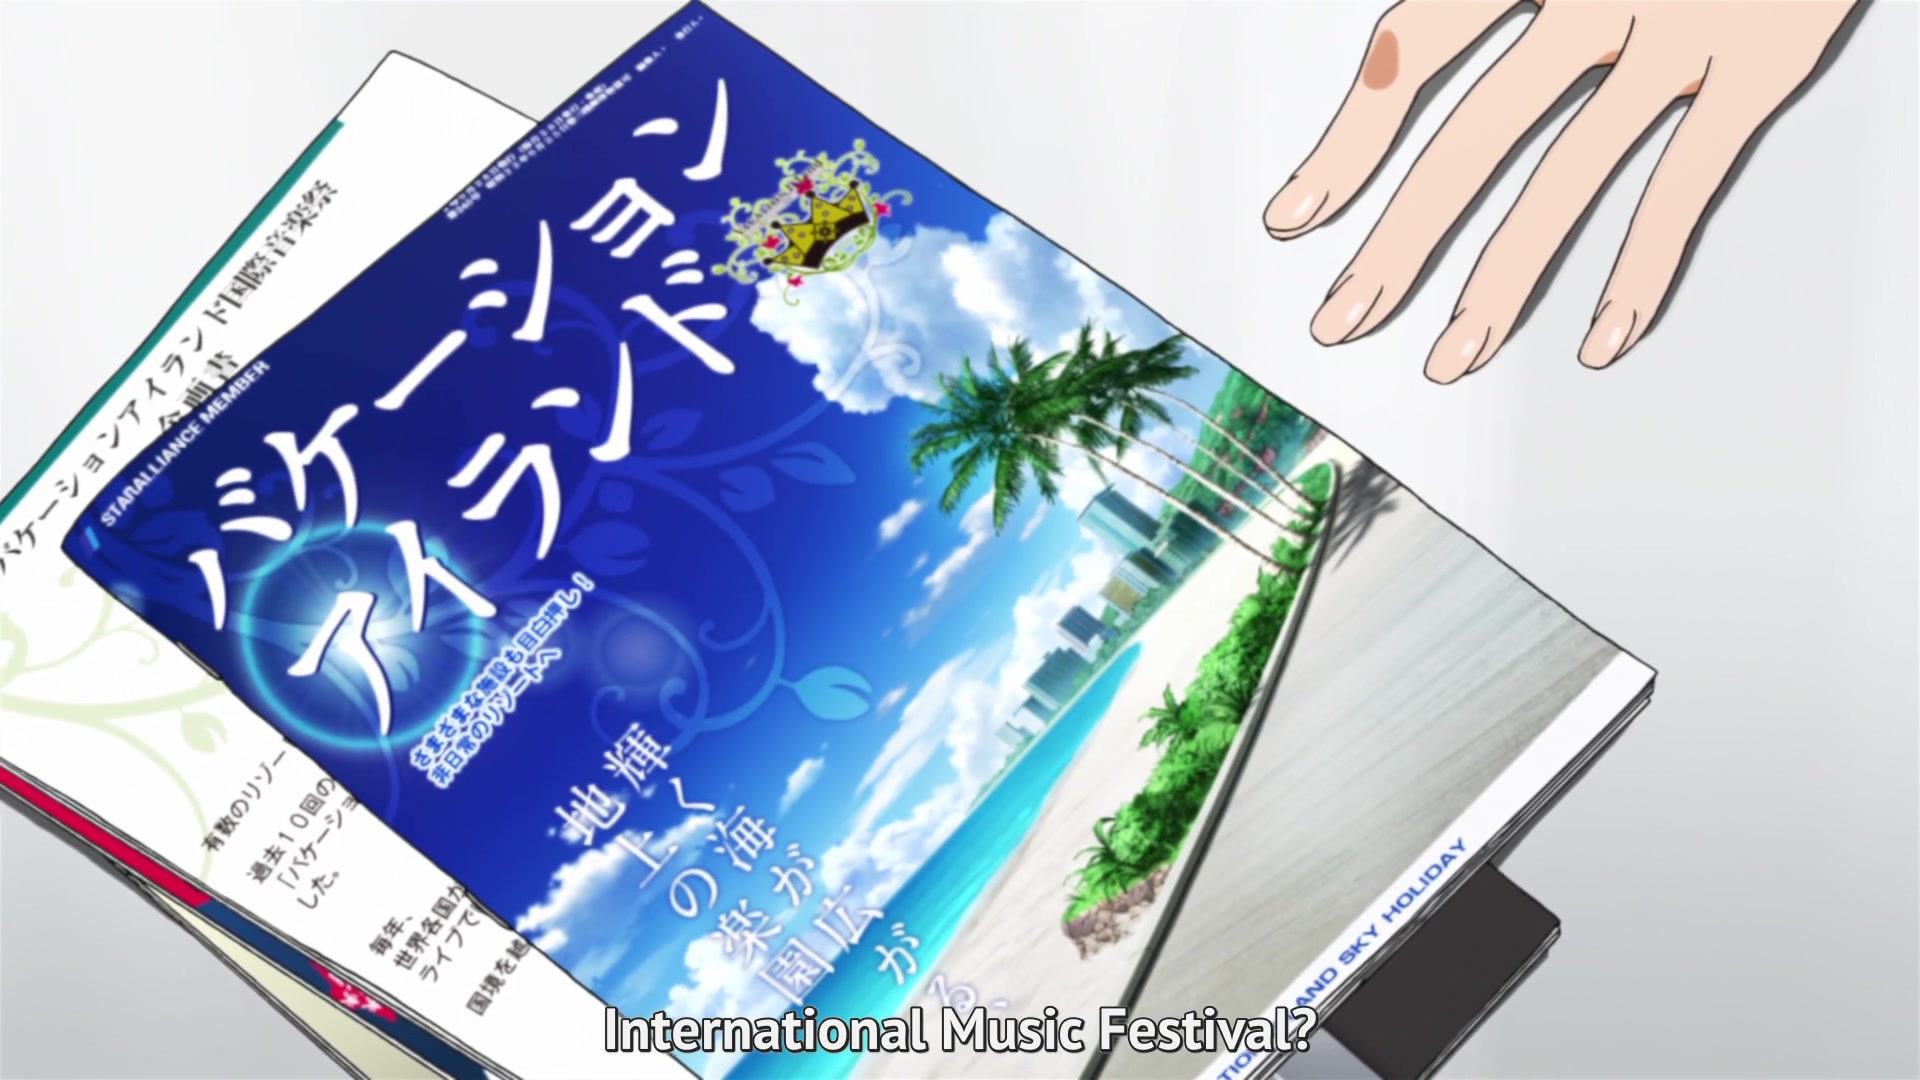 バケーションアイランド国際音楽祭
企画書
STARALLIANCE MEMBER
バケーション
アイランド
さまざまな施設も目白押し!
非日常のリゾートへ
輝く海が広がる、
地上の楽園
有数のリゾー
過去10回の
「バケーショ
した。
毎年、
世界各国か
ライブで
国境を越
AND SKY HOLIDAY
International Music Festival?